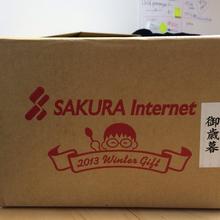 SAKURA Internet
2013 Winter Gift
御歳暮